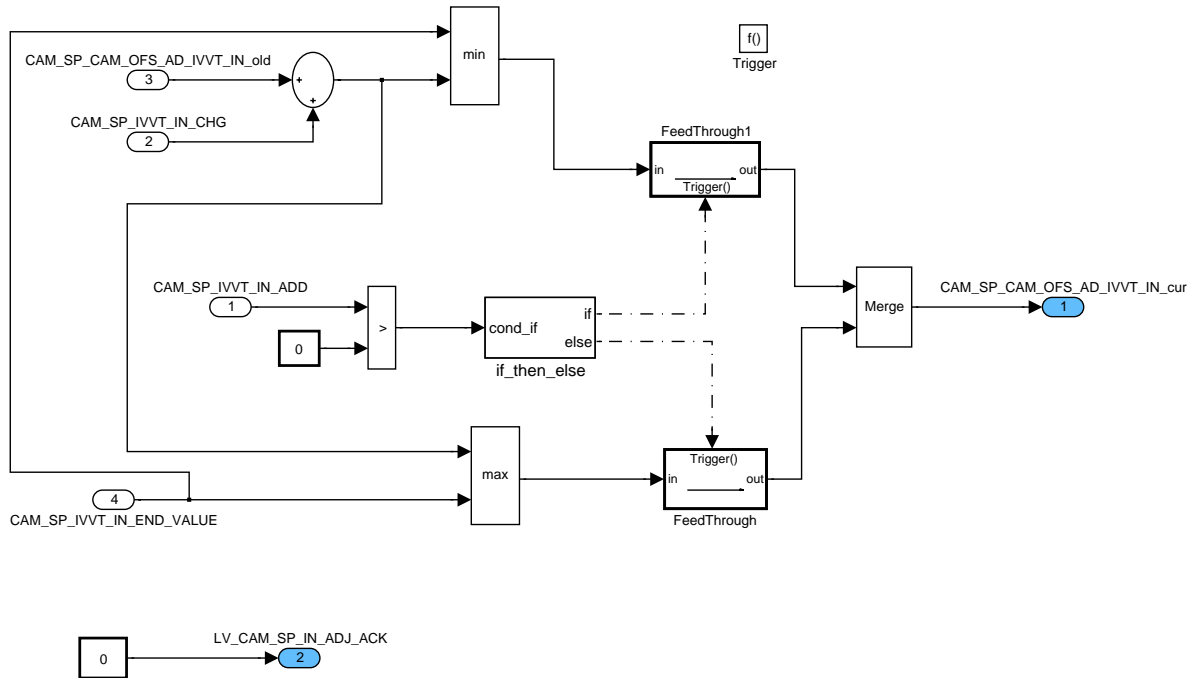 min
f()
Trigger
CAM_SP_CAM_OFS_AD_IVVT_IN_old
3
+
+
CAM_SP_IVVT_IN_CHG
2
FeedThrough1
in
out
Trigger()
CAM_SP_IVVT_IN_ADD
1
>
0
cond_if
if
else
if_then_else
Merge
CAM_SP_CAM_OFS_AD_IVVT_IN_cur
1
max
Trigger()
in
out
FeedThrough
4
CAM_SP_IVVT_IN_END_VALUE
0
LV_CAM_SP_IN_ADJ_ACK
2